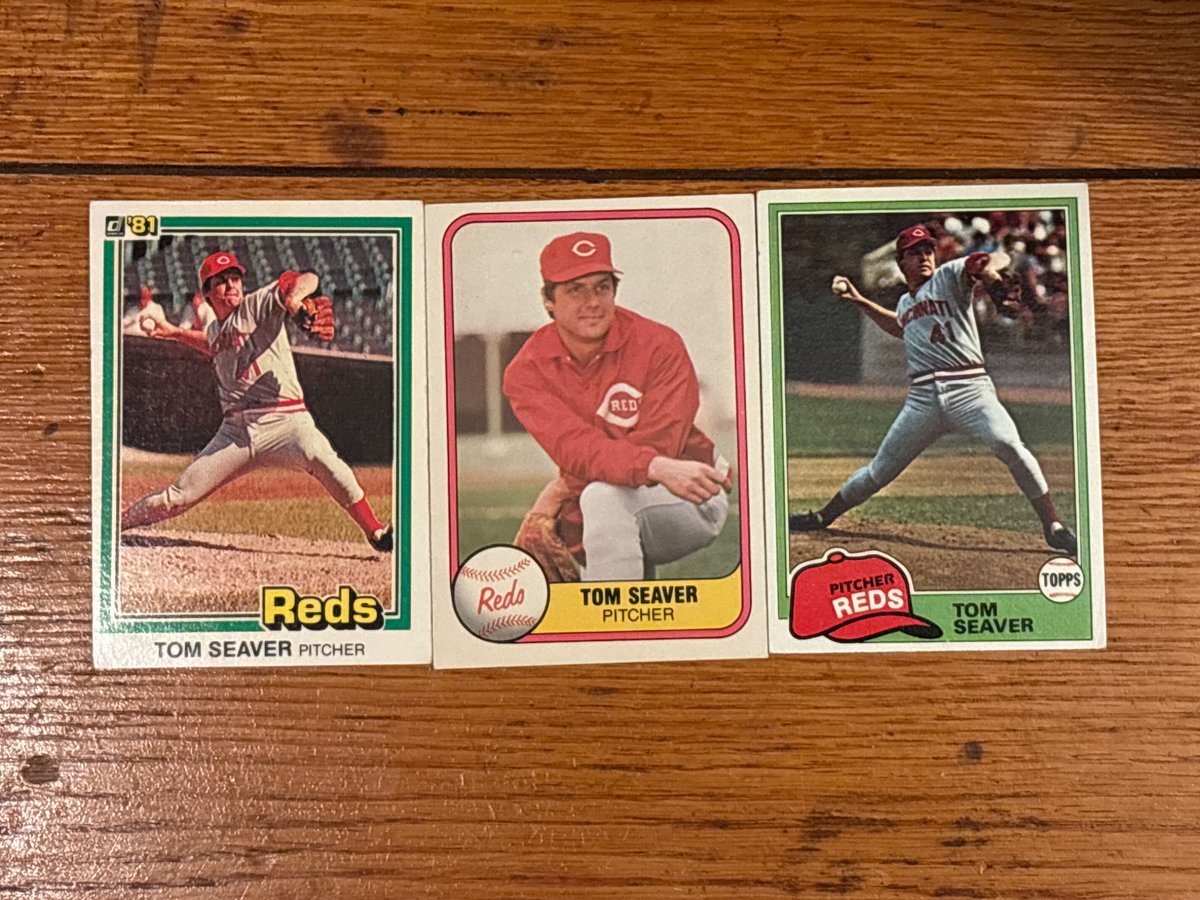 '81
Reds
TOM SEAVER PITCHER
REDS
Reds
TOM SEAVER
PITCHER
CINCINNATI
41
PITCHER
REDS
TOPPS
TOM
SEAVER